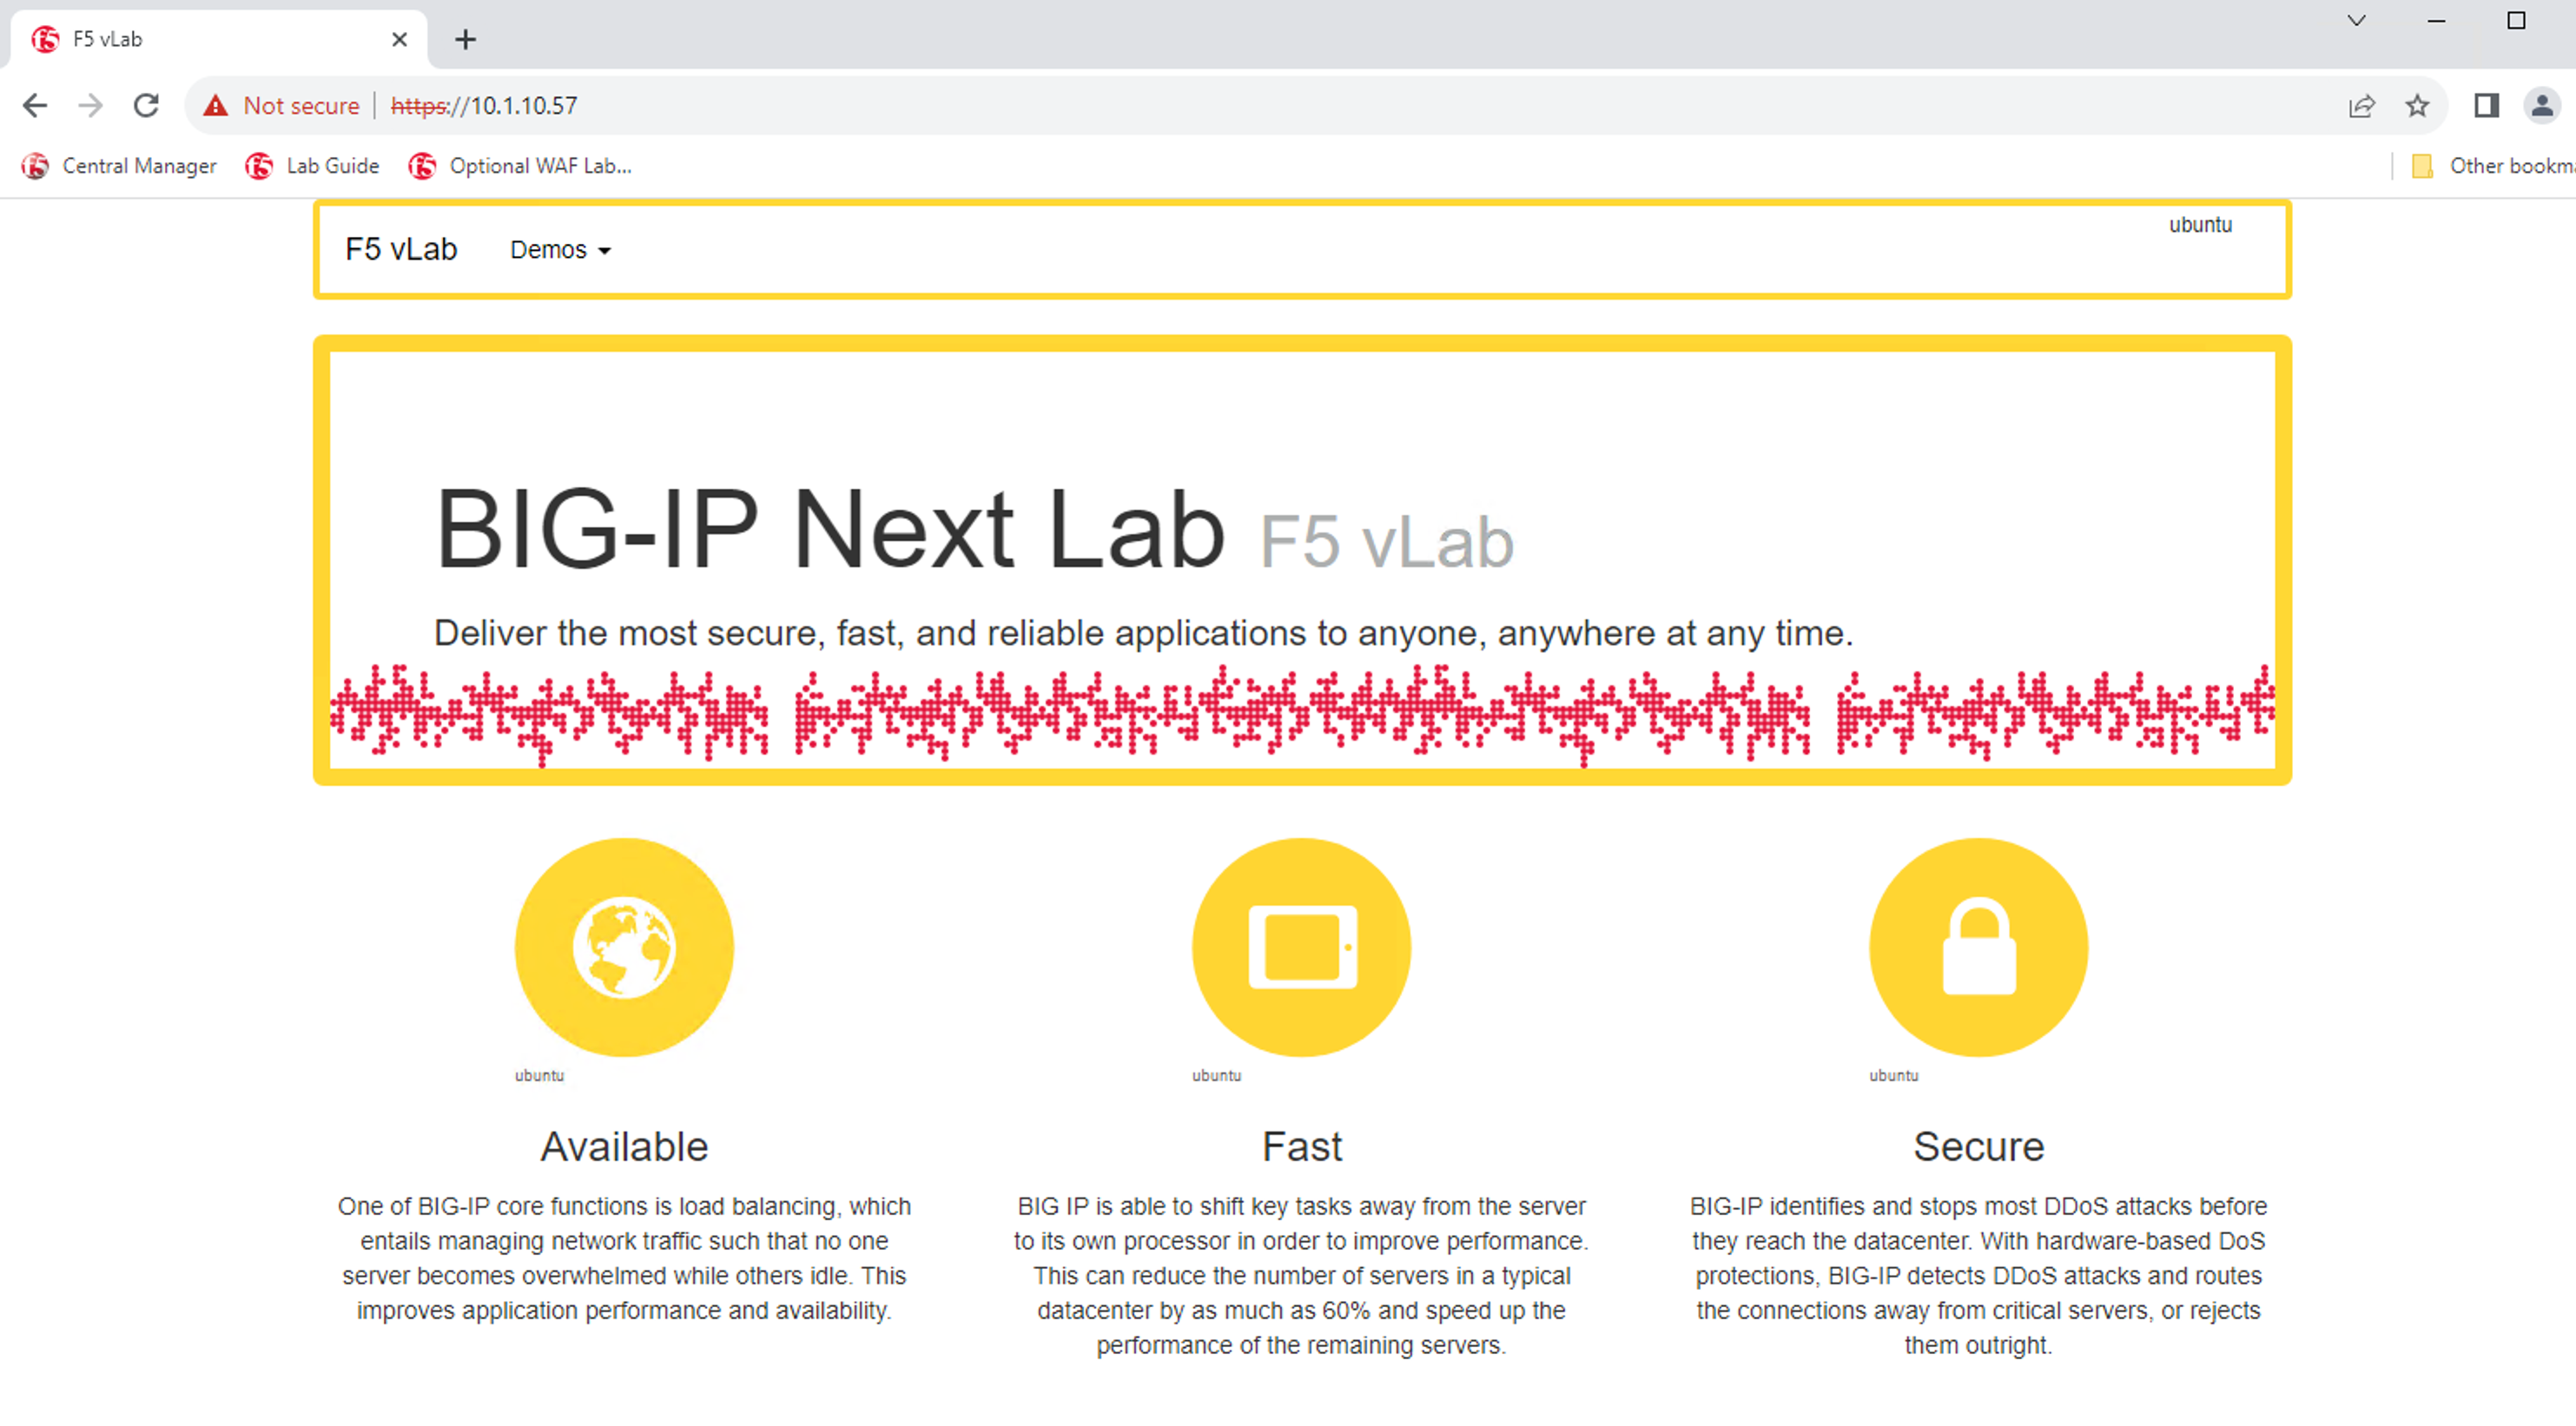 F5 vLab
Not secure https://10.1.10.57
Central Manager Lab Guide Optional WAF Lab... Other bookma
F5 vLab Demos ubuntu
BIG-IP Next Lab F5 vLab
Deliver the most secure, fast, and reliable applications to anyone, anywhere at any time.
ubuntu
Available
One of BIG-IP core functions is load balancing, which
entails managing network traffic such that no one
server becomes overwhelmed while others idle. This
improves application performance and availability.
ubuntu
Fast
BIG IP is able to shift key tasks away from the server
to its own processor in order to improve performance.
This can reduce the number of servers in a typical
datacenter by as much as 60% and speed up the
performance of the remaining servers.
ubuntu
Secure
BIG-IP identifies and stops most DDoS attacks before
they reach the datacenter. With hardware-based DoS
protections, BIG-IP detects DDoS attacks and routes
the connections away from critical servers, or rejects
them outright.